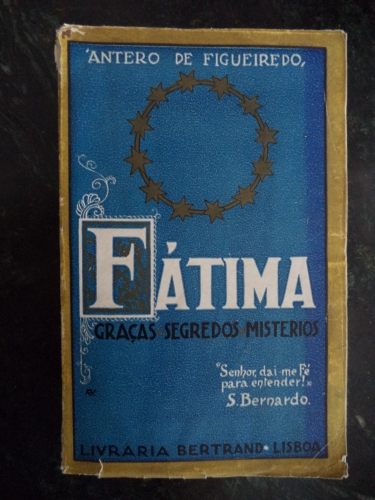 ANTERO DE FIGUEIREDO,
FÁTIMA
GRAÇAS·SEGREDOS·MISTERIOS
"Senhor, dai-me Fé
para entender!»
S. Bernardo.
LIVRARIA BERTRAND·LISBOA